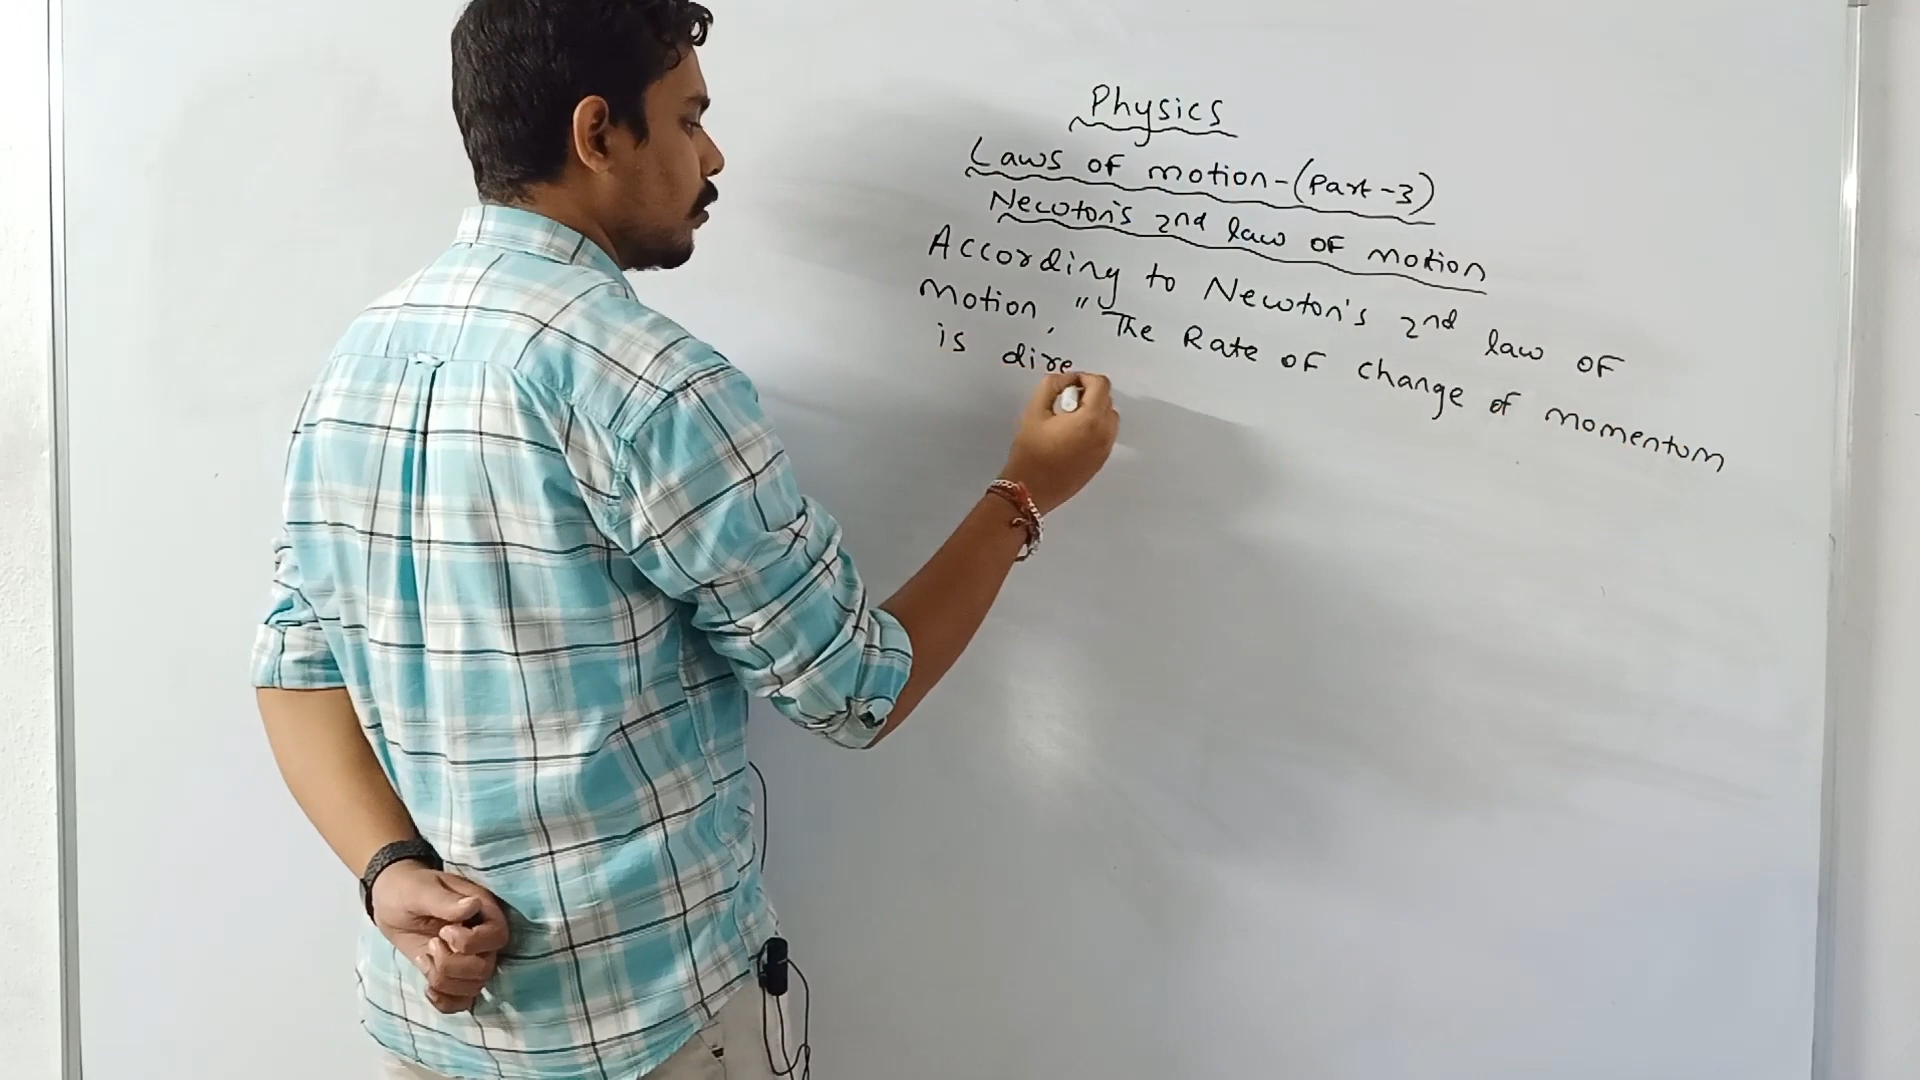 Physics
Laws of motion-(Part-3)
Newton's 2nd law of motion
According to Newton's 2nd law of
motion, "The Rate of change of momentum
is dire